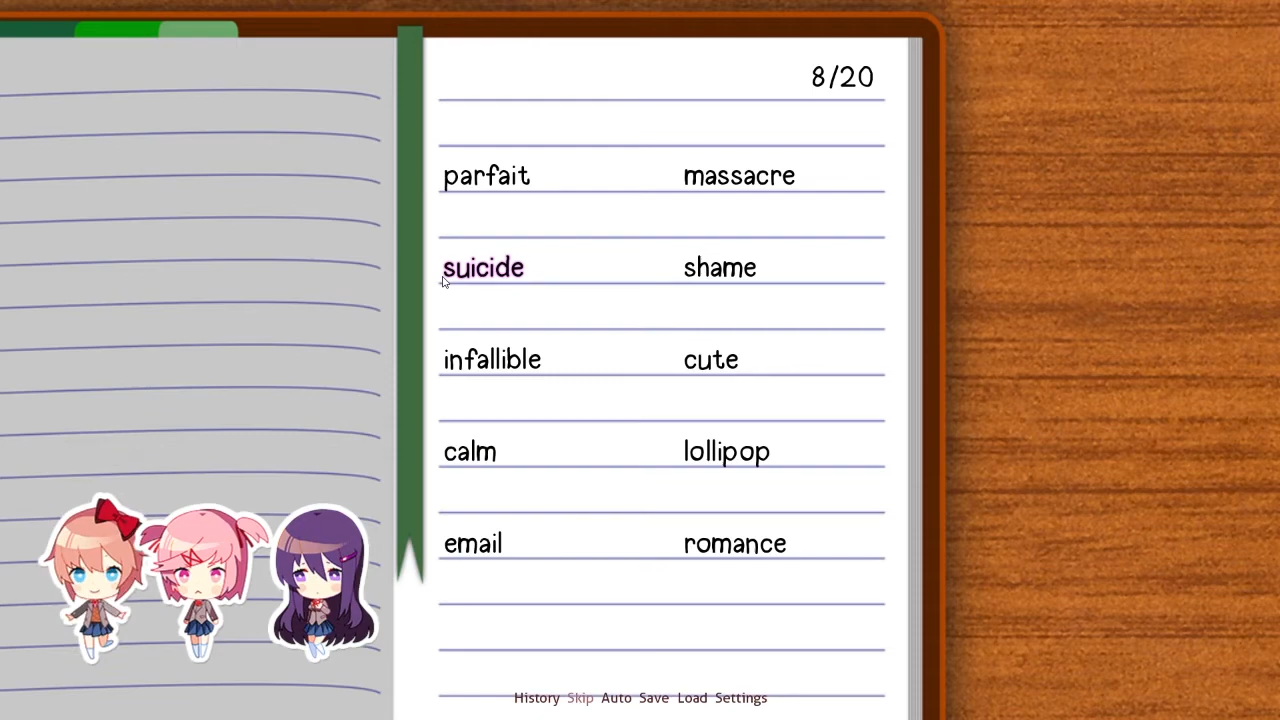 8/20
parfait massacre
suicide shame
infallible cute
calm lollipop
email romance
History Skip Auto Save Load Settings